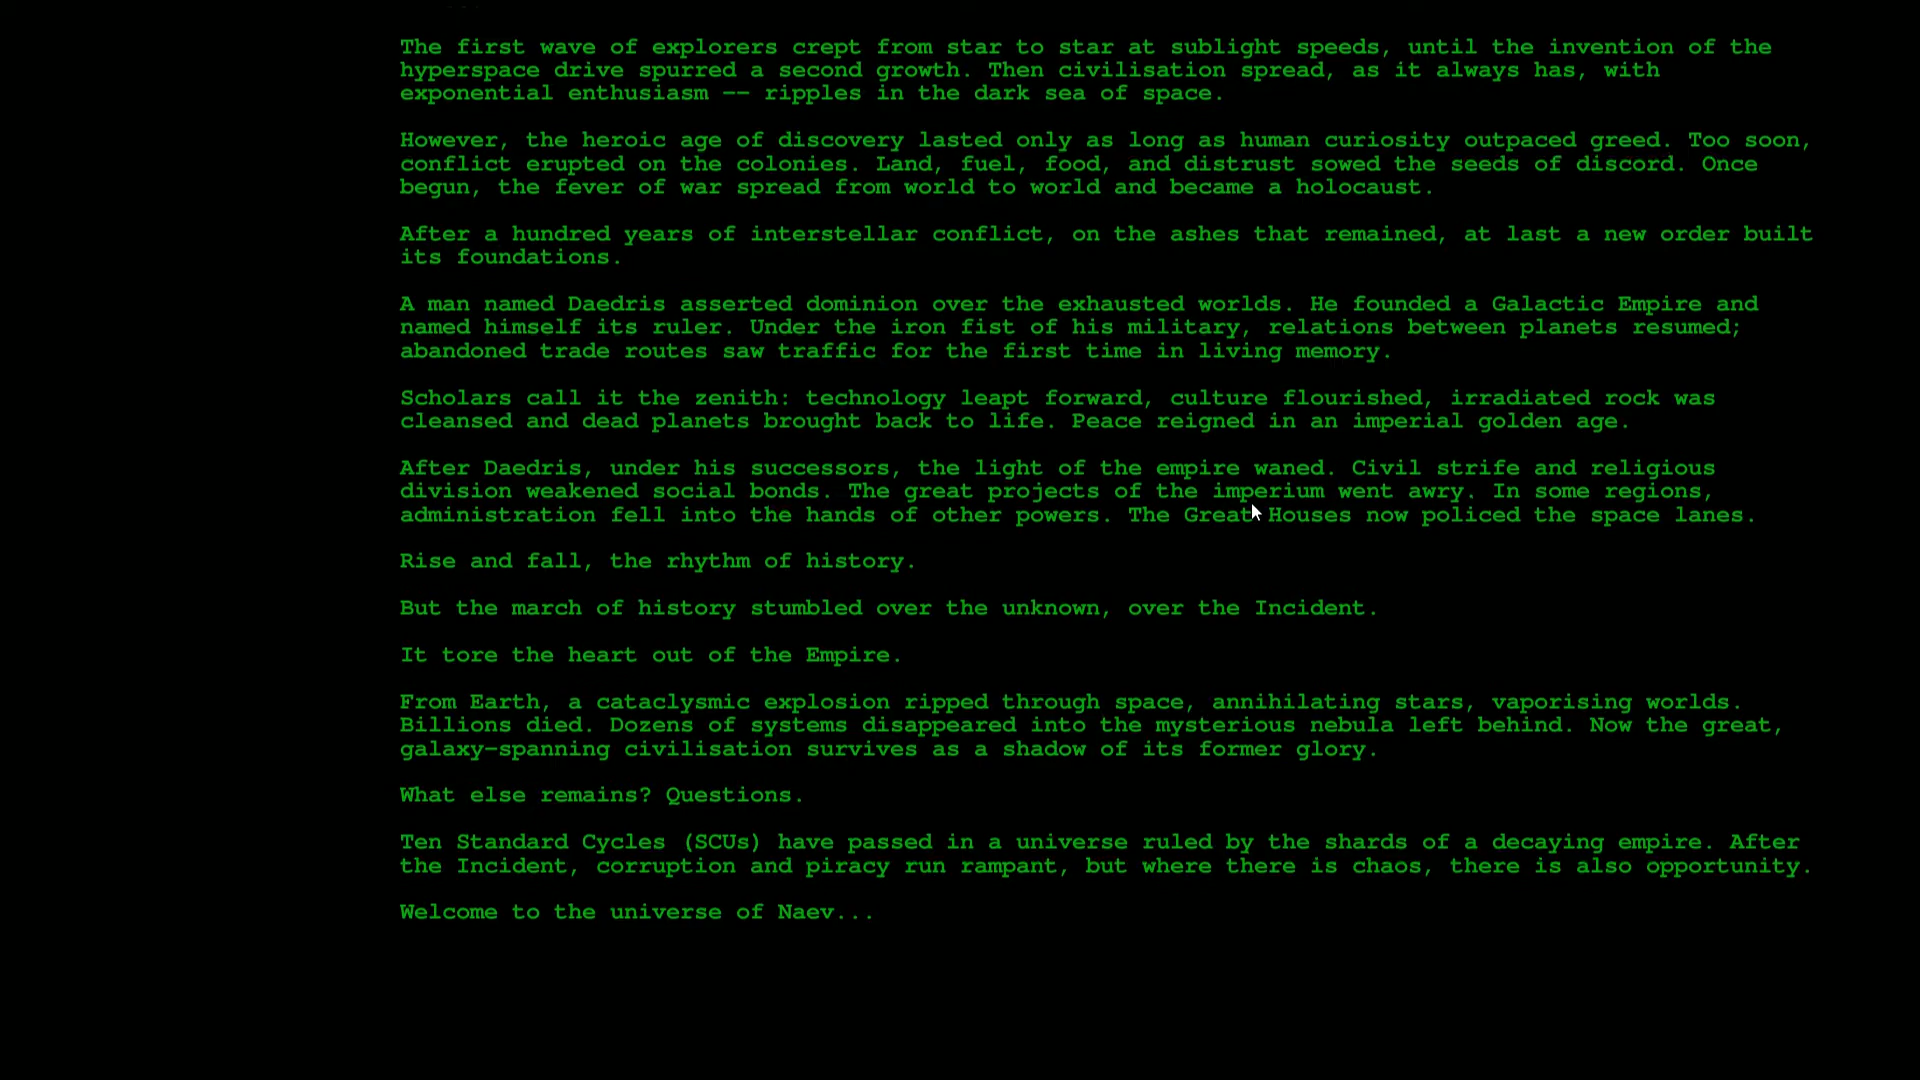 The first wave of explorers crept from star to star at sublight speeds, until the invention of the
hyperspace drive spurred a second growth. Then civilisation spread, as it always has, with
exponential enthusiasm -- ripples in the dark sea of space.
However, the heroic age of discovery lasted only as long as human curiosity outpaced greed. Too soon,
conflict erupted on the colonies. Land, fuel, food, and distrust sowed the seeds of discord. Once
begun, the fever of war spread from world to world and became a holocaust.
After a hundred years of interstellar conflict, on the ashes that remained, at last a new order built
its foundations.
A man named Daedris asserted dominion over the exhausted worlds. He founded a Galactic Empire and
named himself its ruler. Under the iron fist of his military, relations between planets resumed;
abandoned trade routes saw traffic for the first time in living memory.
Scholars call it the zenith: technology leapt forward, culture flourished, irradiated rock was
cleansed and dead planets brought back to life. Peace reigned in an imperial golden age.
After Daedris, under his successors, the light of the empire waned. Civil strife and religious
division weakened social bonds. The great projects of the imperium went awry. In some regions,
administration fell into the hands of other powers. The Great Houses now policed the space lanes.
Rise and fall, the rhythm of history.
But the march of history stumbled over the unknown, over the Incident.
It tore the heart out of the Empire.
From Earth, a cataclysmic explosion ripped through space, annihilating stars, vaporising worlds.
Billions died. Dozens of systems disappeared into the mysterious nebula left behind. Now the great,
galaxy-spanning civilisation survives as a shadow of its former glory.
What else remains? Questions.
Ten Standard Cycles (SCUs) have passed in a universe ruled by the shards of a decaying empire. After
the Incident, corruption and piracy run rampant, but where there is chaos, there is also opportunity.
Welcome to the universe of Naev...